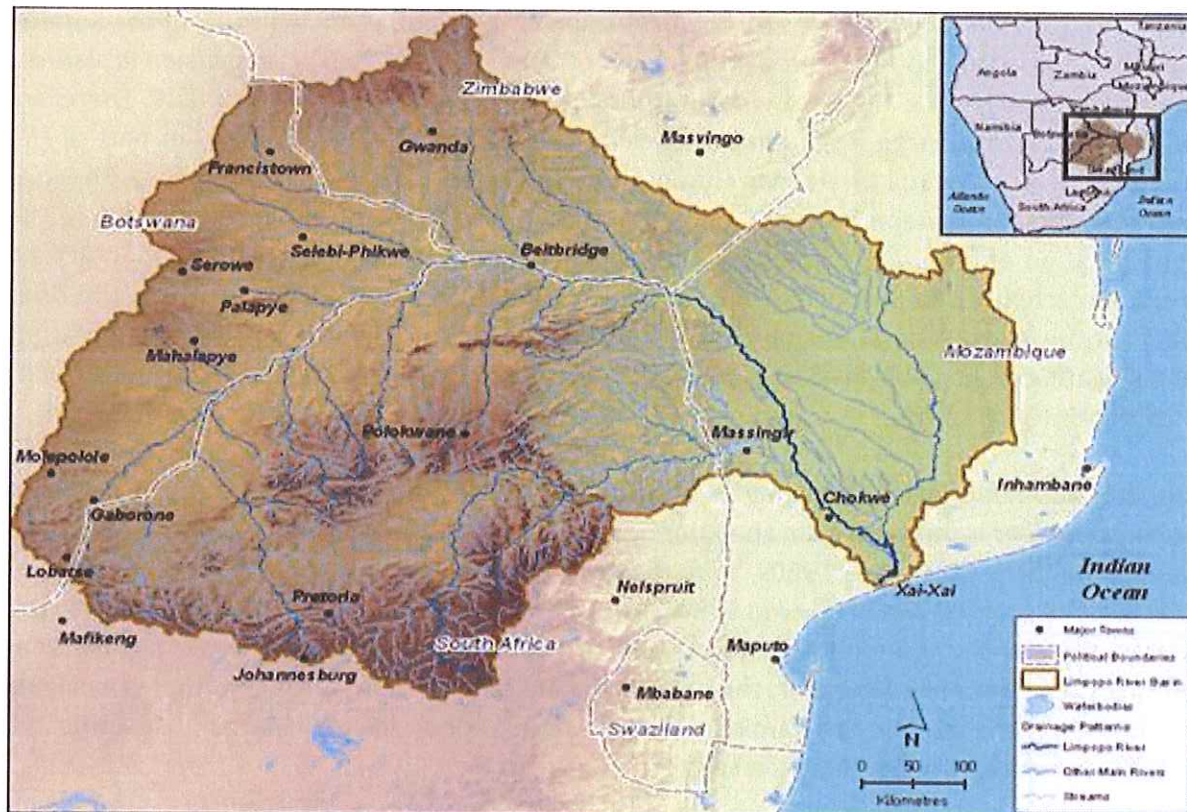 Zimbabwe
Masvingo
Gwanda
Francistown
Botswana
Selebi-Phikwe
Beitbridge
Serowe
Palapye
Mahalapye
Mozambique
Polokwane
Massingir
Molepolole
Inhambane
Chokwe
Gaborone
Lobatse
Nelspruit
Xai-Xai
Indian
Ocean
Pretoria
Mafikeng
South Africa
Maputo
Johannesburg
Mbabane
Swaziland
N
0 50 100
Kilometres
Tanzania
Angola
Zambia
Namibia
Botswana
South Africa
Atlantic
Ocean
Indian
Ocean
Political Boundaries
Limpopo River Basin
Waterbodies
Drainage Patterns
Limpopo River
Other Main Rivers
Streams